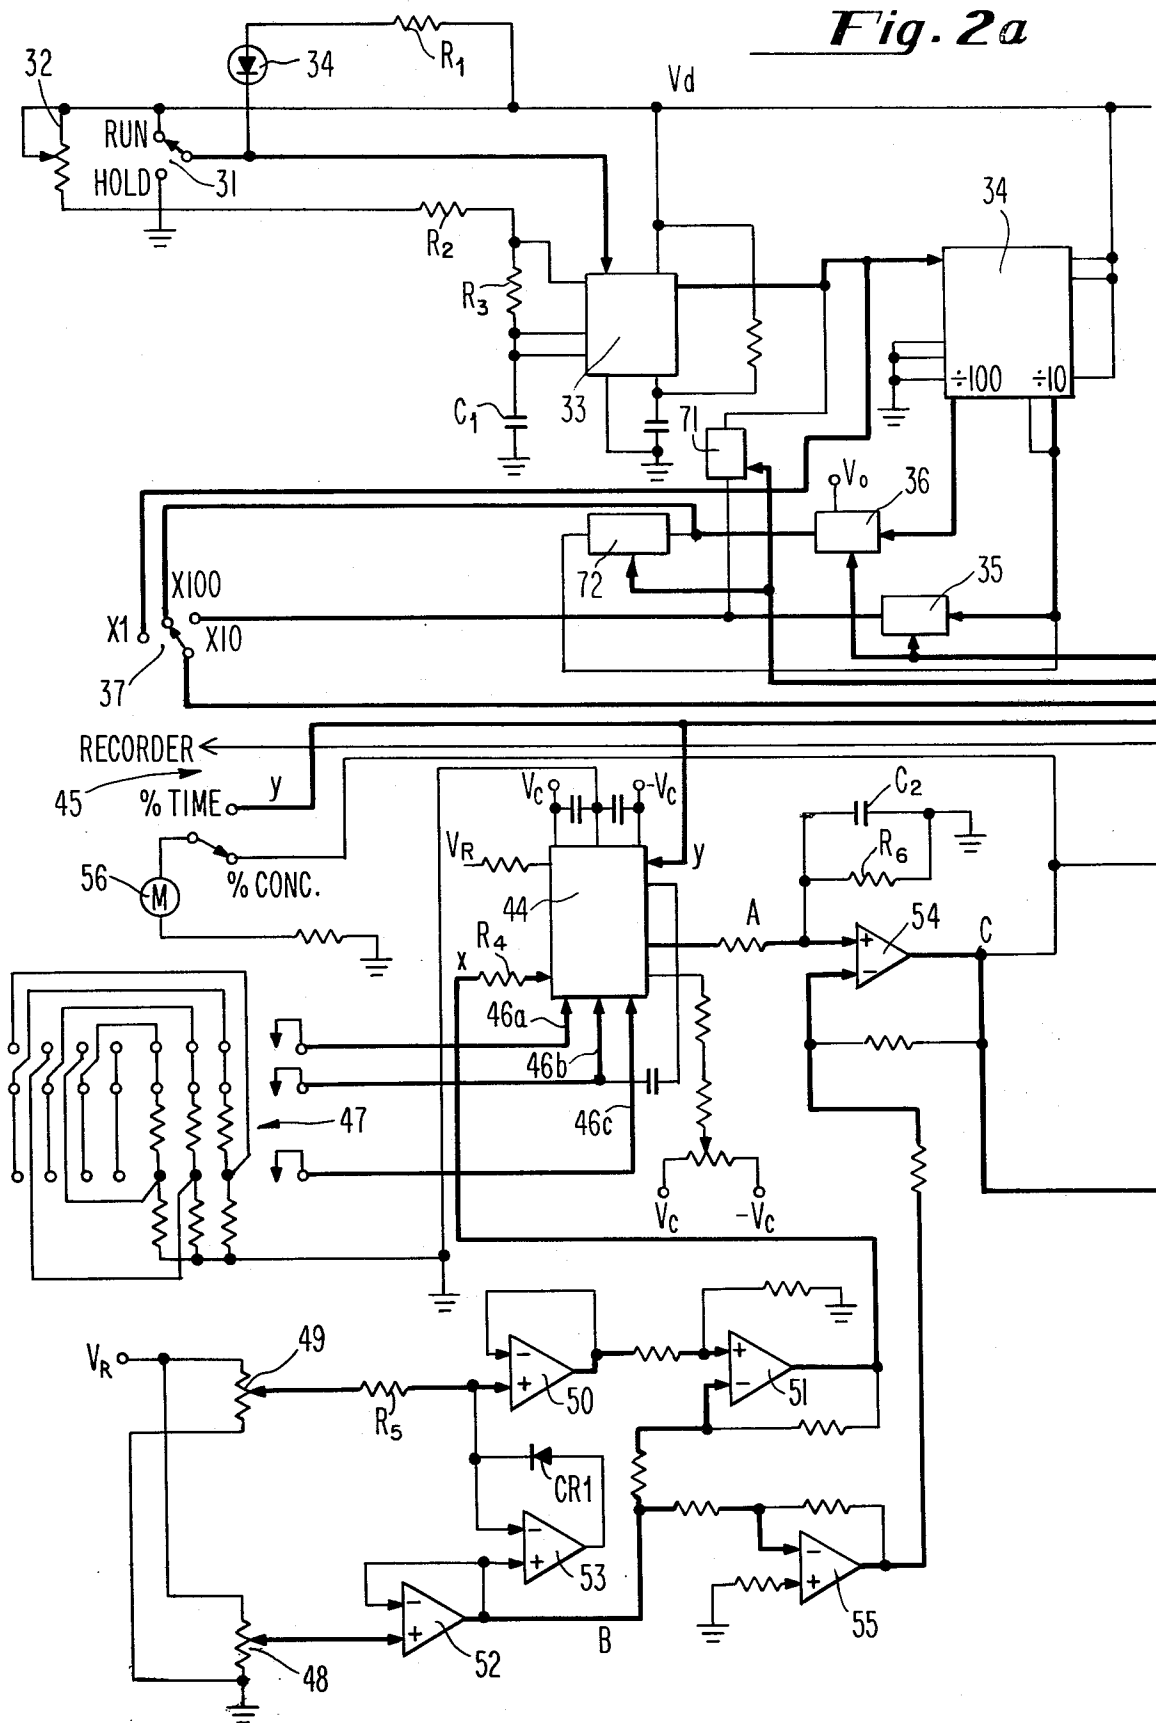 Fig. 2a
32
34
R1
Vd
RUN
HOLD
31
34
R2
R3
33
÷100 ÷10
C1
71
Vo
36
72
35
X100
X1
X10
37
RECORDER
45
y
% TIME
Vc
-Vc
C2
VR
y
R6
56
M
% CONC.
44
A
54
C
x
R4
+
-
46a
46b
47
46c
Vc
-Vc
VR
49
-
+
50
+
-
51
R5
CR1
-
+
53
-
+
55
-
+
52
B
48